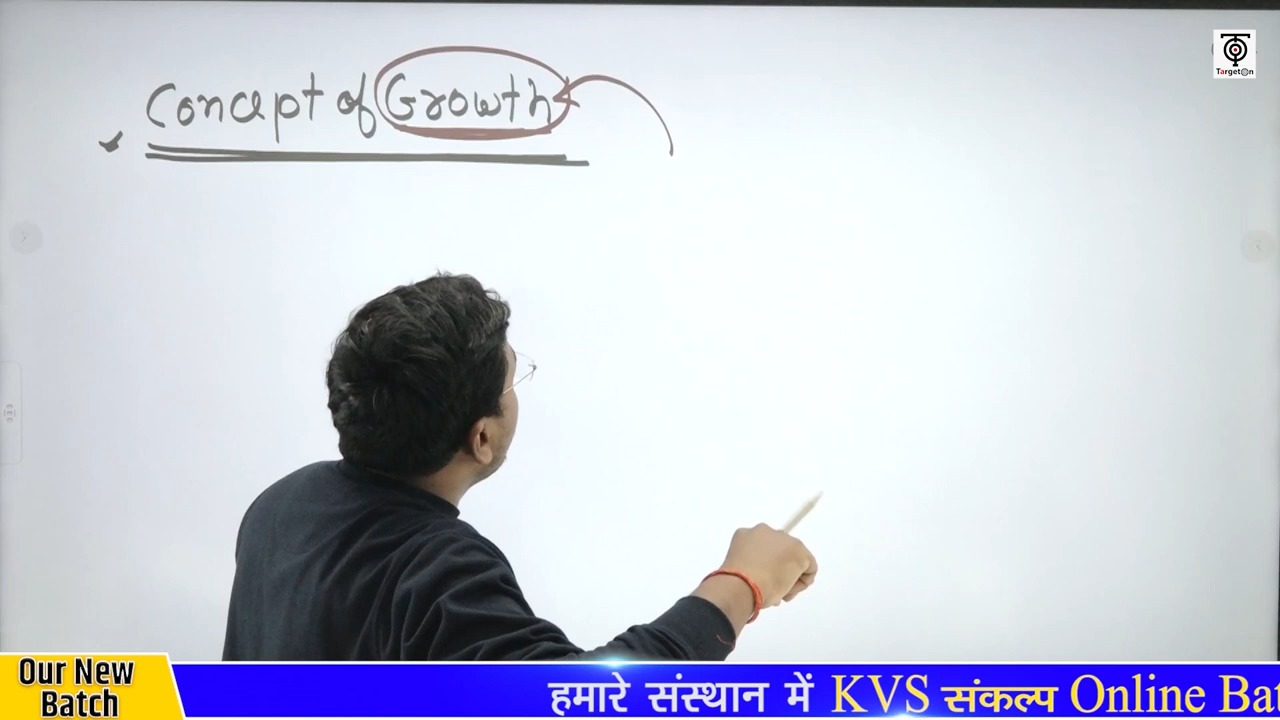 Concept of Growth
TargetOn
Our New
Batch
हमारे संस्थान में KVS संकल्प Online Bat